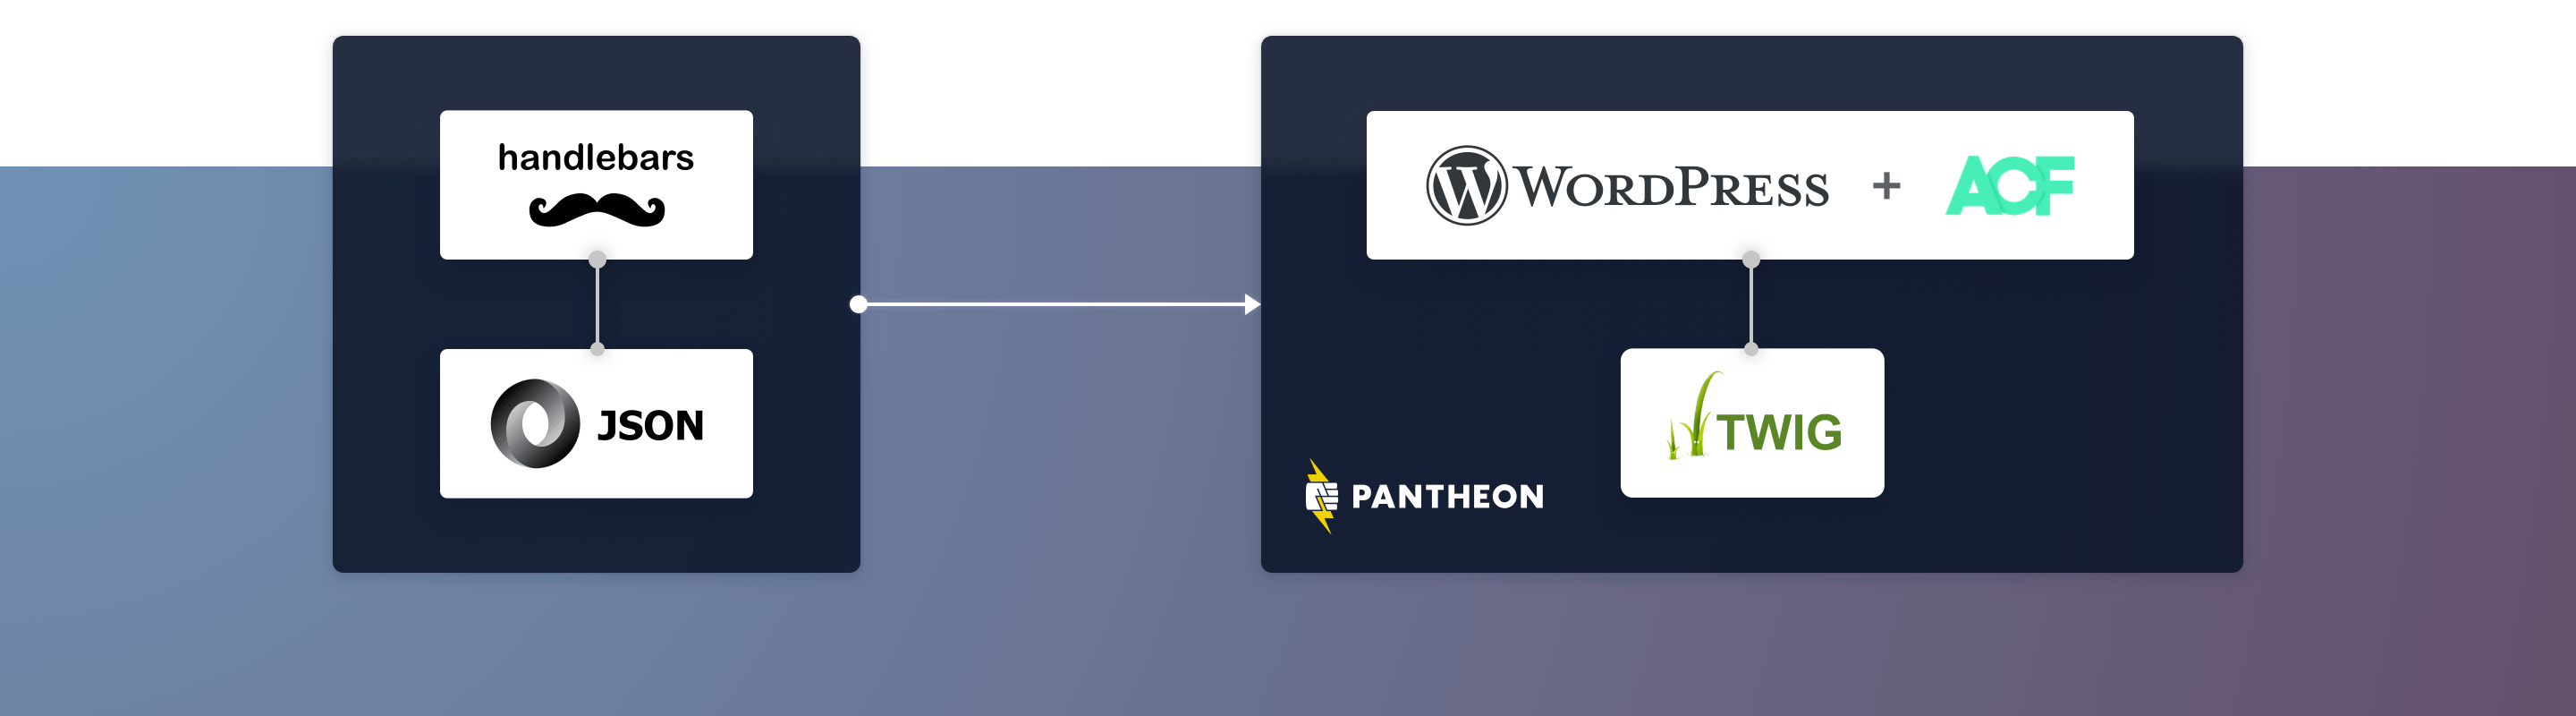 handlebars
JSON
WORDPRESS + ACF
TWIG
PANTHEON